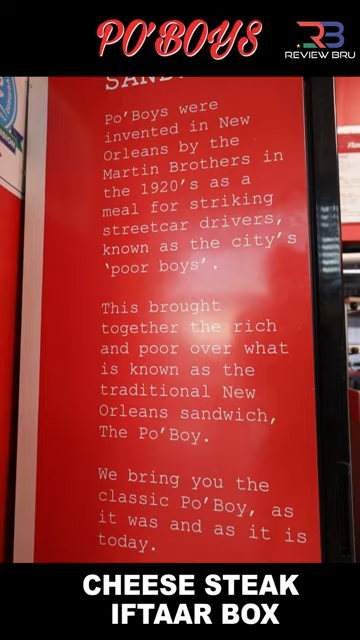 PO'BOYS
RB
REVIEW BRU
Po'Boys were
invented in New
Orleans by the
Martin Brothers in
the 1920's as a
meal for striking
streetcar drivers,
known as the city's
'poor boys'.
This brought
together the rich
and poor over what
is known as the
traditional New
Orleans sandwich,
The Po'Boy.
We bring you the
classic Po'Boy, as
it was and as it is
today.
CHEESE STEAK
IFTAAR BOX